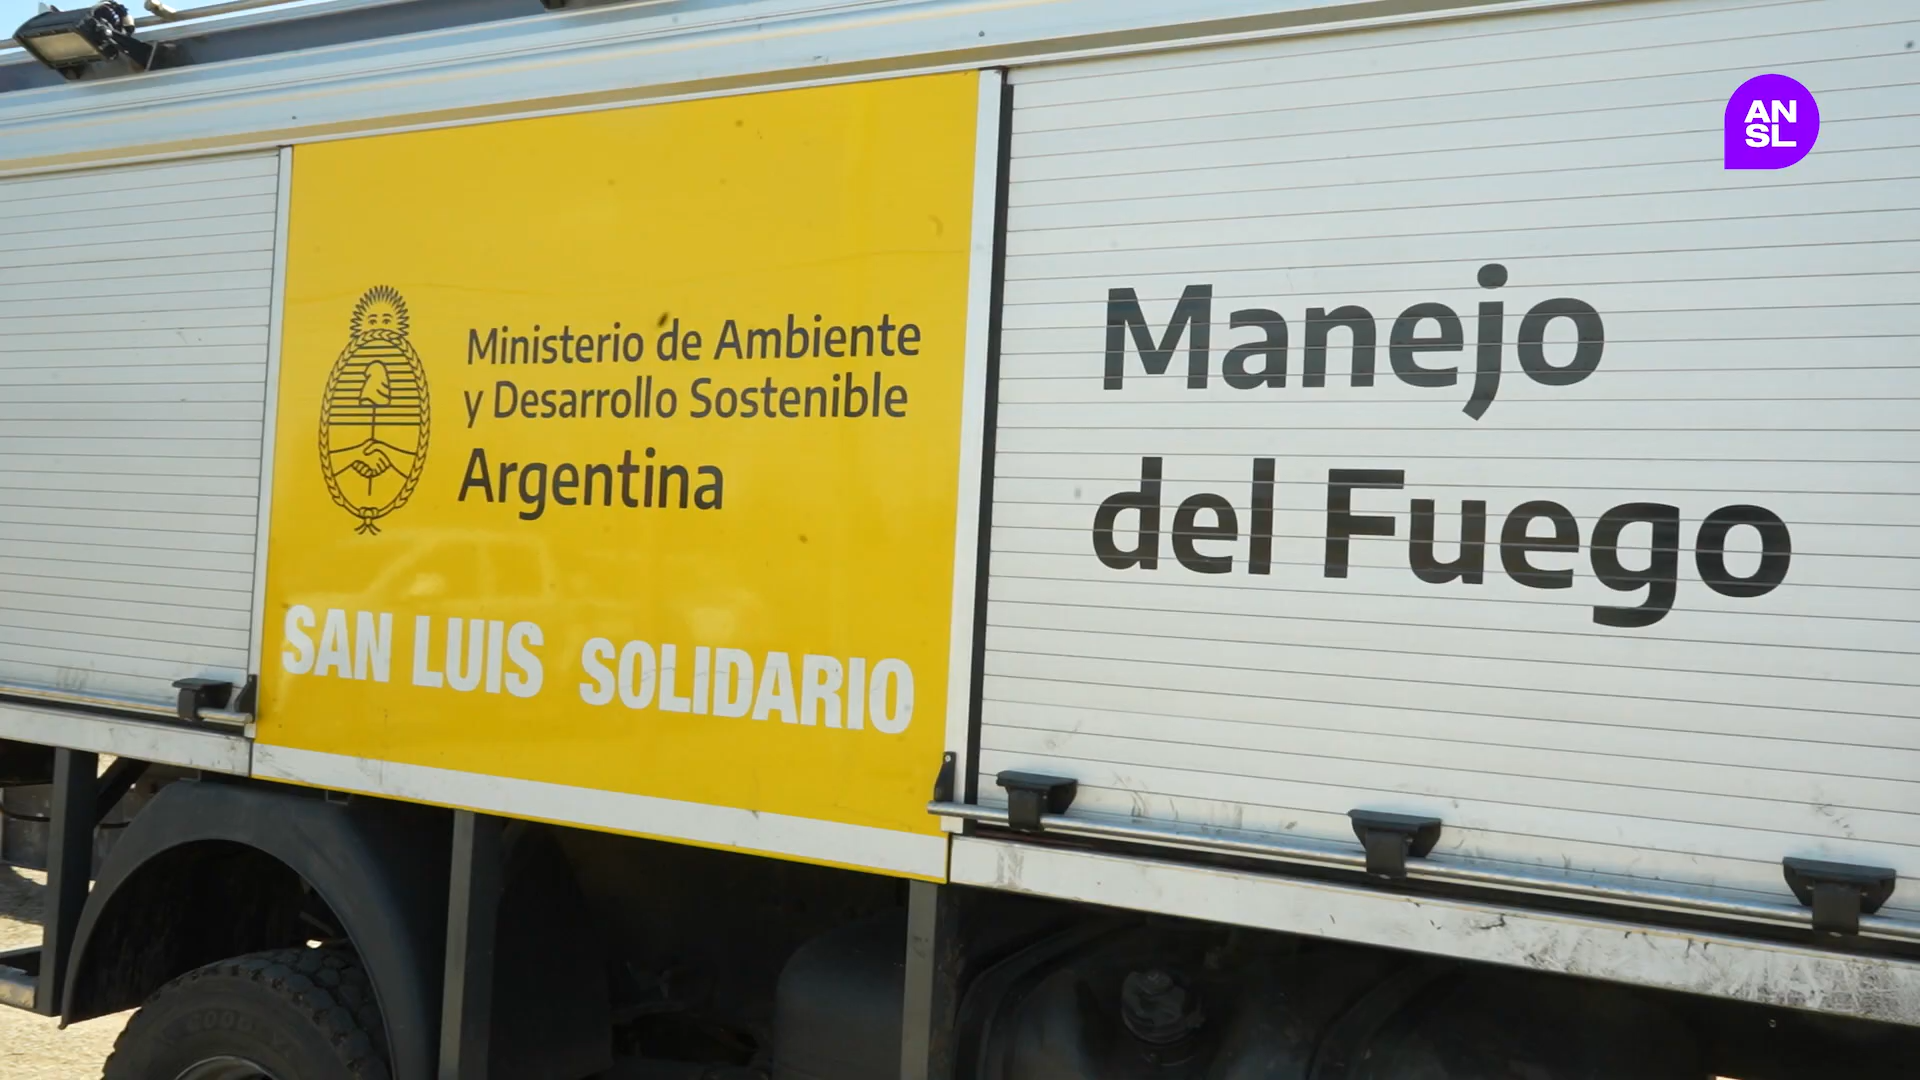 AN
SL
Ministerio de Ambiente
y Desarrollo Sostenible
Argentina
SAN LUIS SOLIDARIO
Manejo
del Fuego